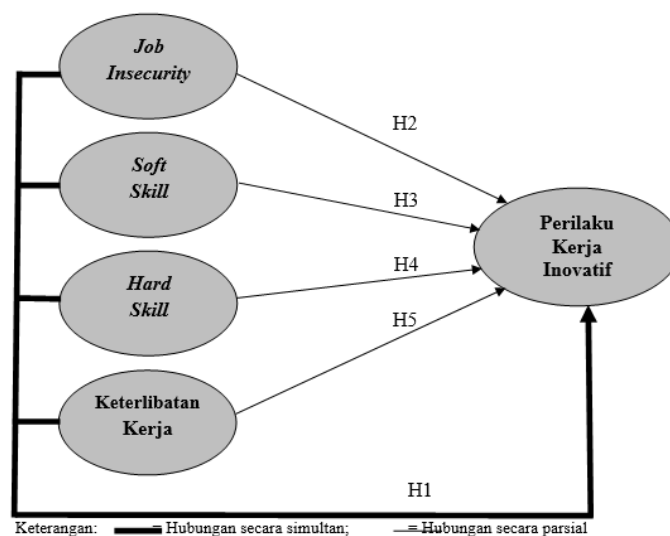 Job
Insecurity
H2
Soft
Skill
H3
Perilaku
Kerja
Inovatif
Hard
Skill
H4
H5
Keterlibatan
Kerja
H1
Keterangan: = Hubungan secara simultan; = Hubungan secara parsial